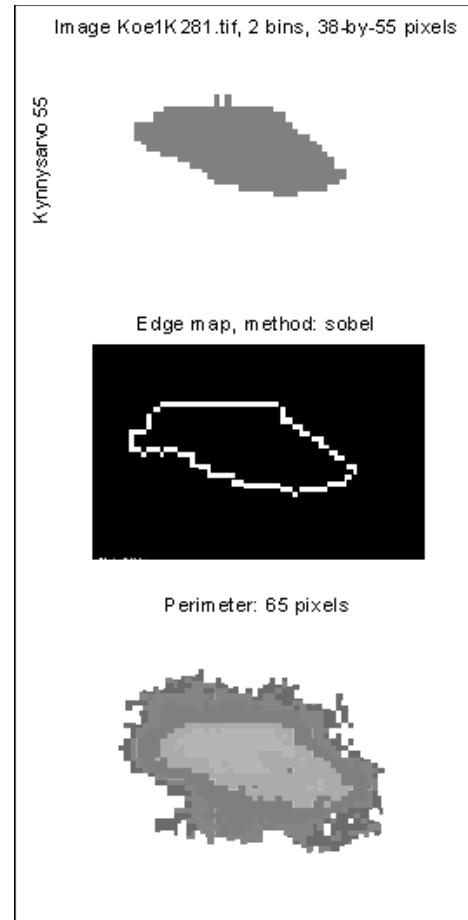 Image Koe1K281.tif, 2 bins, 38-by-55 pixels
Kynnysarvo 55
Edge map, method: sobel
Perimeter: 65 pixels